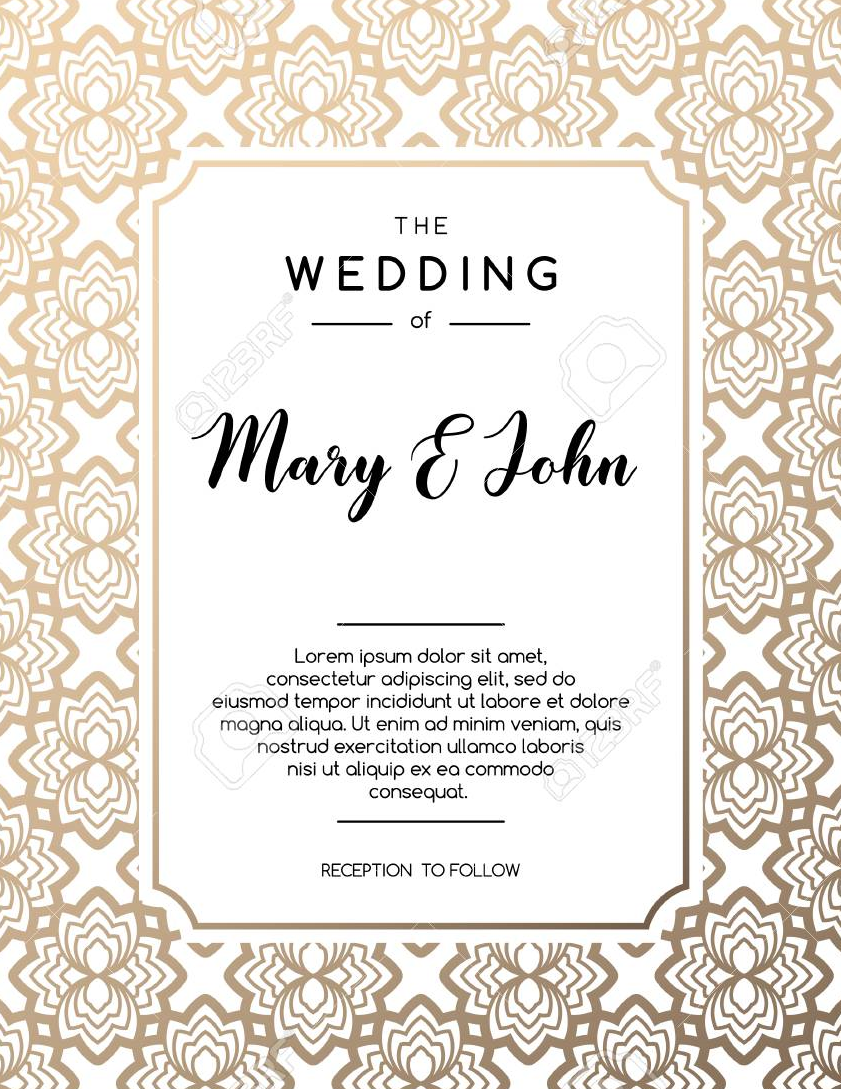 THE
WEDDING
of
Mary & John
Lorem ipsum dolor sit amet,
consectetur adipiscing elit, sed do
eiusmod tempor incididunt ut labore et dolore
magna aliqua. Ut enim ad minim veniam, quis
nostrud exercitation ullamco laboris
nisi ut aliquip ex ea commodo
consequat.
RECEPTION TO FOLLOW
123RF
123RF